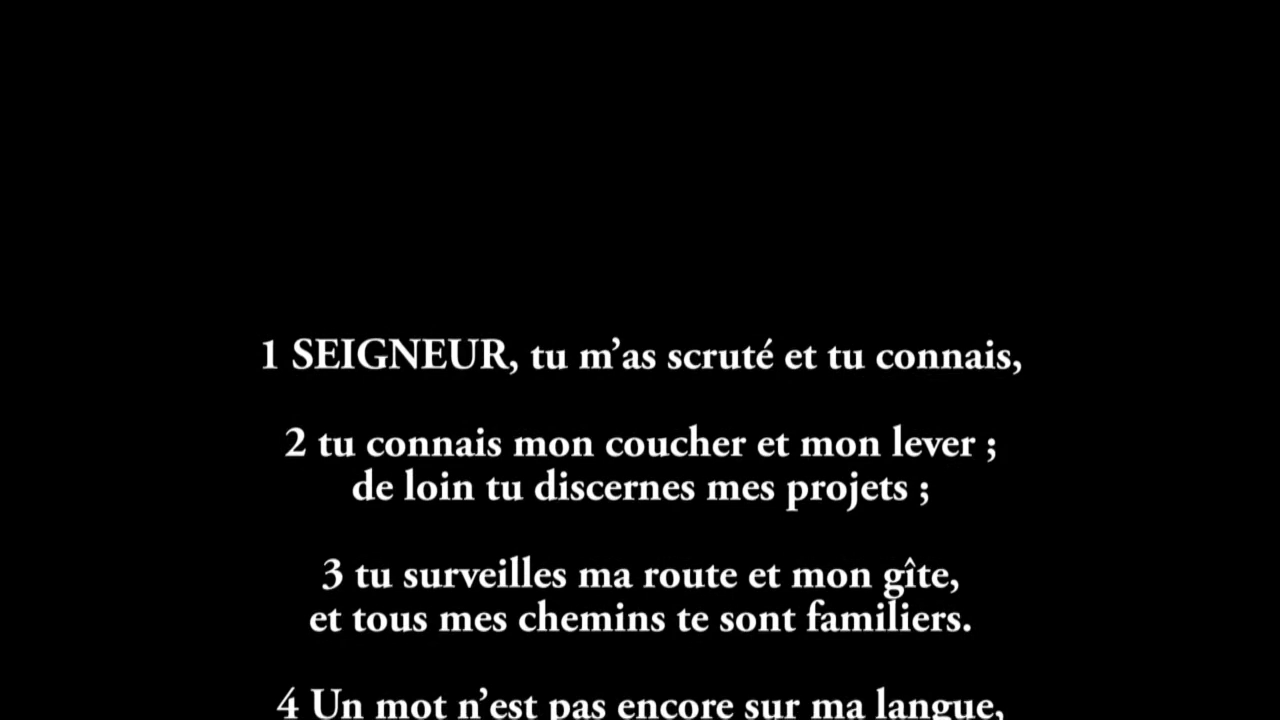 1 SEIGNEUR, tu m’as scruté et tu connais,
2 tu connais mon coucher et mon lever ;
de loin tu discernes mes projets ;
3 tu surveilles ma route et mon gîte,
et tous mes chemins te sont familiers.
4 Un mot n’est pas encore sur ma langue,